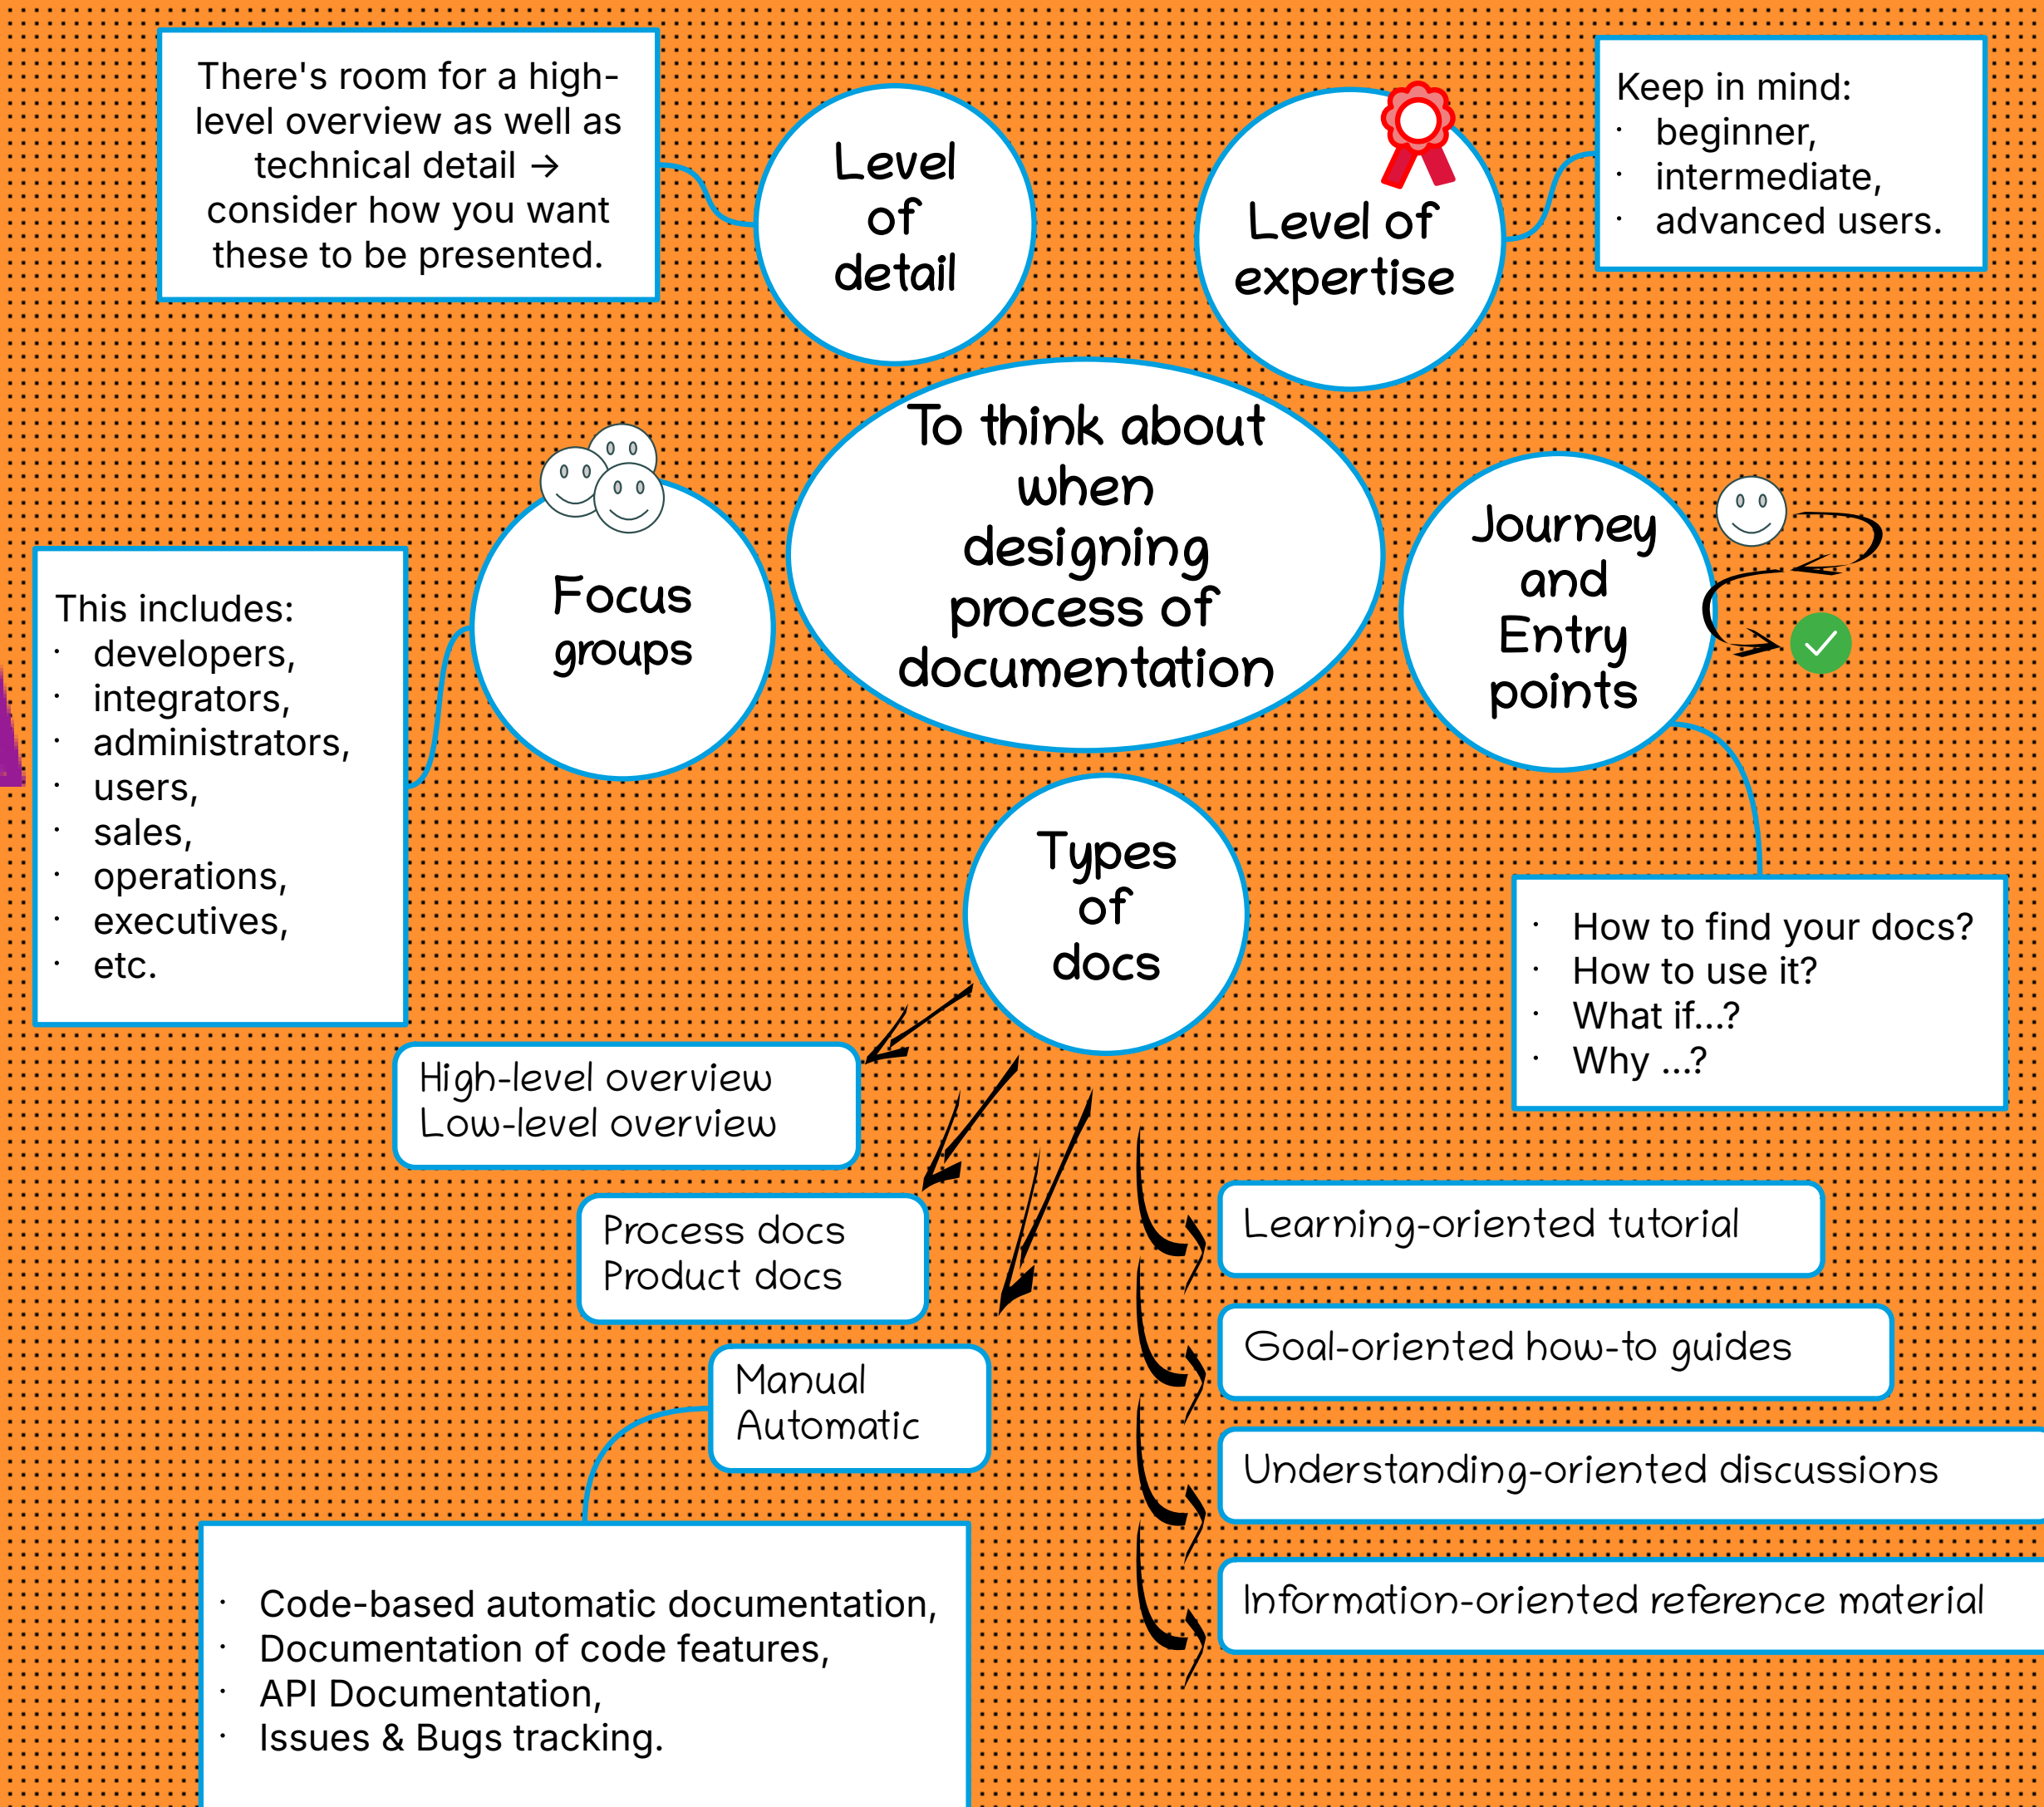 There's room for a high-
level overview as well as
technical detail →
consider how you want
these to be presented.
Level
of
detail
Level of
expertise
Keep in mind:
· beginner,
· intermediate,
· advanced users.
To think about
when
designing
process of
documentation
Focus
groups
This includes:
· developers,
· integrators,
· administrators,
· users,
· sales,
· operations,
· executives,
· etc.
Journey
and
Entry
points
· How to find your docs?
· How to use it?
· What if...?
· Why ...?
Types
of
docs
High-level overview
Low-level overview
Process docs
Product docs
Manual
Automatic
· Code-based automatic documentation,
· Documentation of code features,
· API Documentation,
· Issues & Bugs tracking.
Learning-oriented tutorial
Goal-oriented how-to guides
Understanding-oriented discussions
Information-oriented reference material